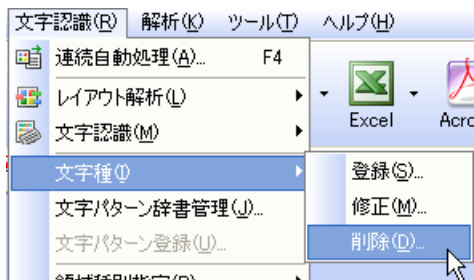 文字認識(R) 解析(K) ツール(T) ヘルプ(H)
連続自動処理(A)... F4
レイアウト解析(L)
文字認識(M)
Excel
文字種(I)
登録(S)...
文字パターン辞書管理(J)...
修正(M)...
文字パターン登録(U)...
削除(D)...